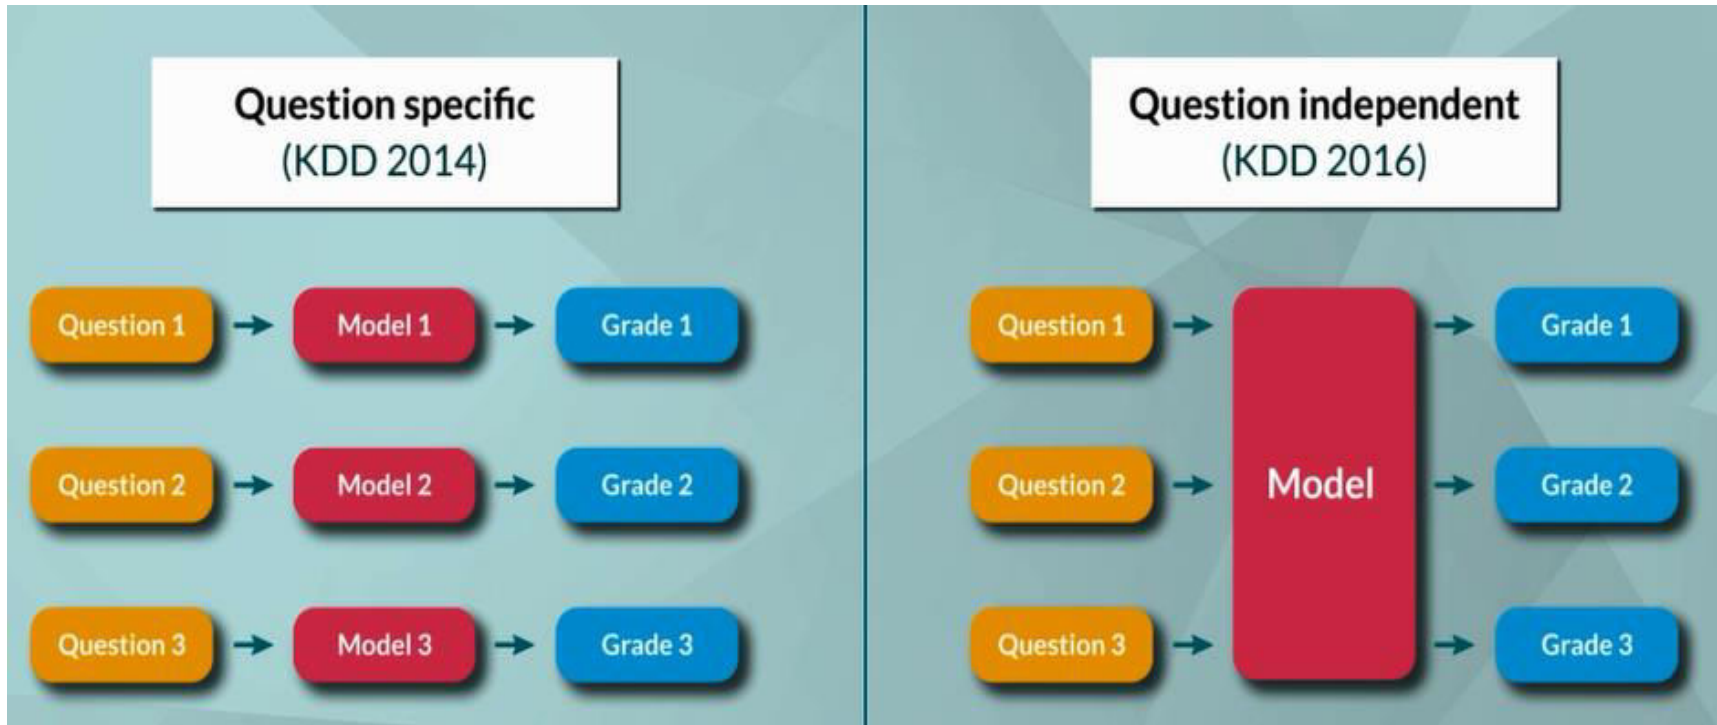 Question specific
(KDD 2014)
Question 1
Model 1
Grade 1
Question 2
Model 2
Grade 2
Question 3
Model 3
Grade 3
Question independent
(KDD 2016)
Question 1
Grade 1
Question 2
Model
Grade 2
Question 3
Grade 3